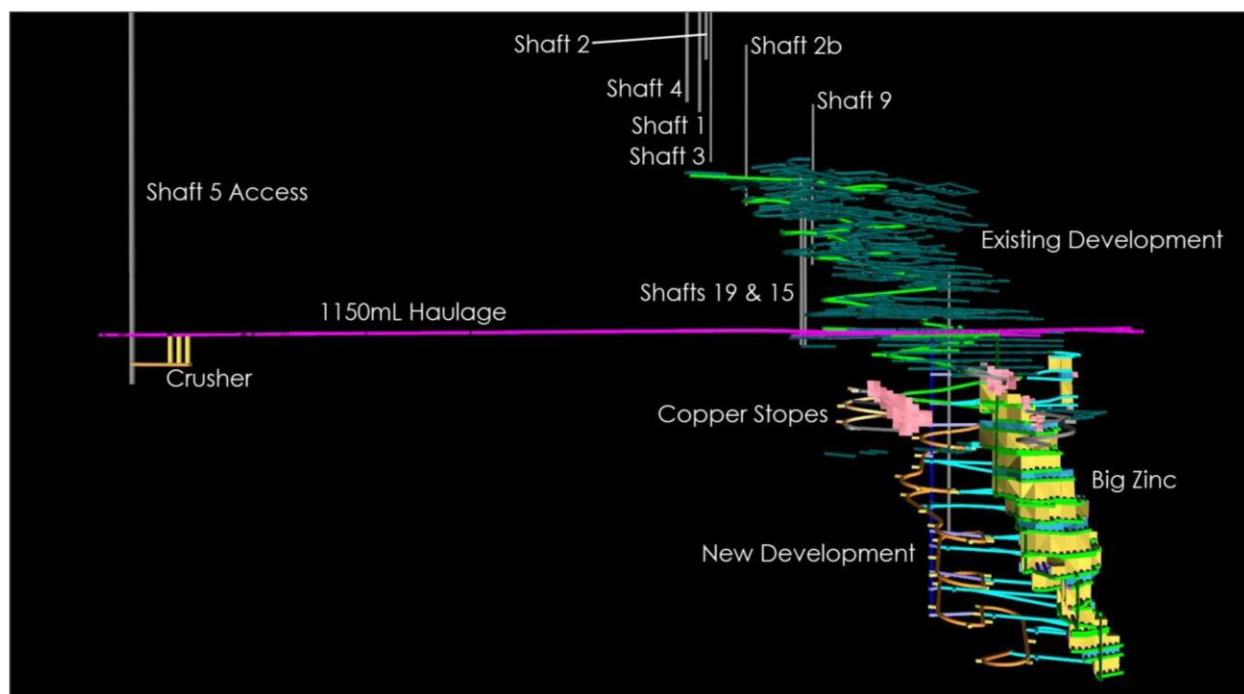 Shaft 2
Shaft 2b
Shaft 4
Shaft 9
Shaft 1
Shaft 3
Shaft 5 Access
Existing Development
Shafts 19 & 15
1150mL Haulage
Crusher
Copper Stopes
Big Zinc
New Development